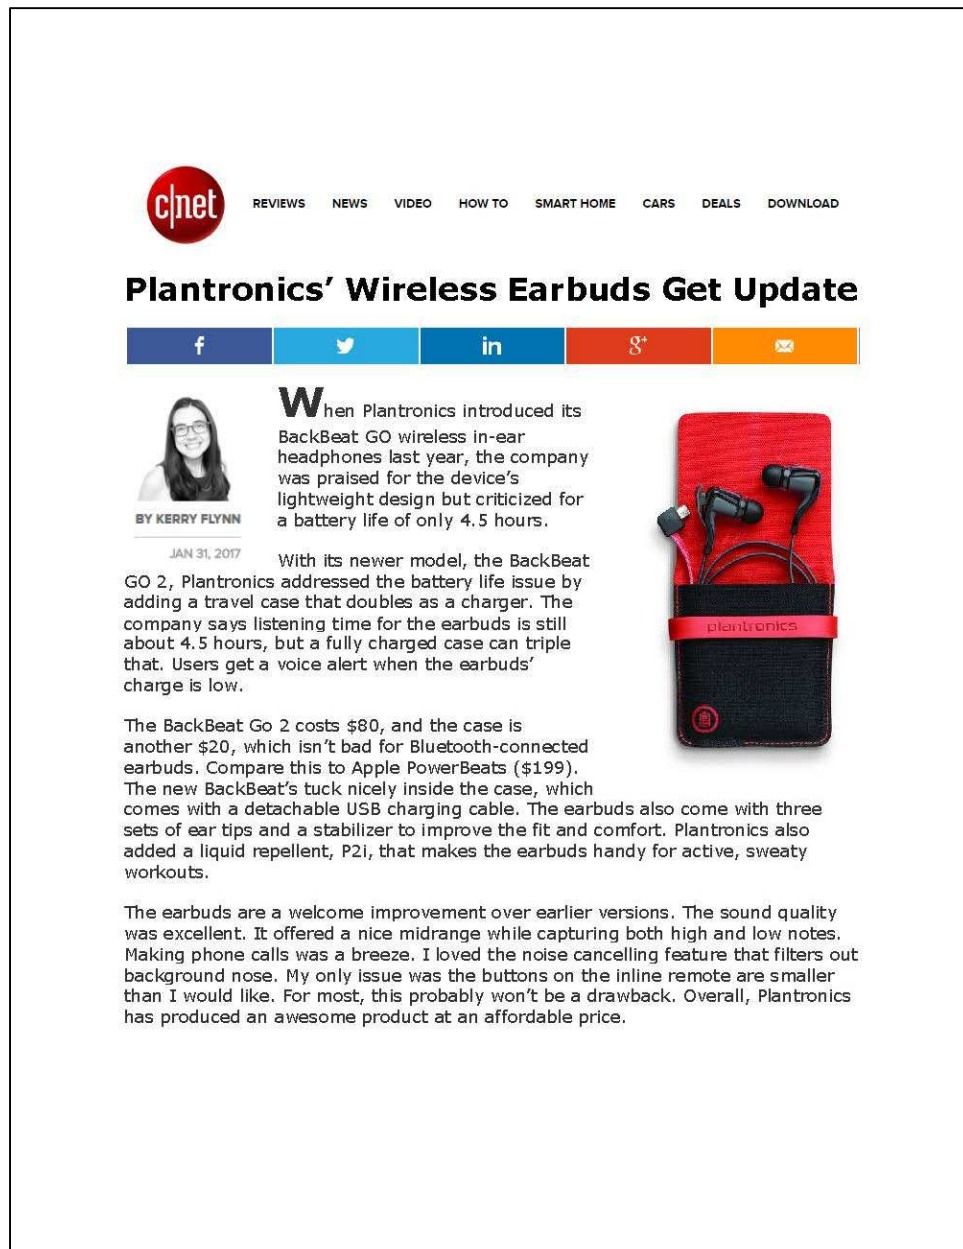 c|net
REVIEWS NEWS VIDEO HOW TO SMART HOME CARS DEALS DOWNLOAD
Plantronics’ Wireless Earbuds Get Update
f in g+
BY KERRY FLYNN
JAN 31, 2017
When Plantronics introduced its
BackBeat GO wireless in-ear
headphones last year, the company
was praised for the device’s
lightweight design but criticized for
a battery life of only 4.5 hours.
With its newer model, the BackBeat
GO 2, Plantronics addressed the battery life issue by
adding a travel case that doubles as a charger. The
company says listening time for the earbuds is still
about 4.5 hours, but a fully charged case can triple
that. Users get a voice alert when the earbuds’
charge is low.
plantronics
The BackBeat Go 2 costs $80, and the case is
another $20, which isn’t bad for Bluetooth-connected
earbuds. Compare this to Apple PowerBeats ($199).
The new BackBeat’s tuck nicely inside the case, which
comes with a detachable USB charging cable. The earbuds also come with three
sets of ear tips and a stabilizer to improve the fit and comfort. Plantronics also
added a liquid repellent, P2i, that makes the earbuds handy for active, sweaty
workouts.
The earbuds are a welcome improvement over earlier versions. The sound quality
was excellent. It offered a nice midrange while capturing both high and low notes.
Making phone calls was a breeze. I loved the noise cancelling feature that filters out
background nose. My only issue was the buttons on the inline remote are smaller
than I would like. For most, this probably won’t be a drawback. Overall, Plantronics
has produced an awesome product at an affordable price.